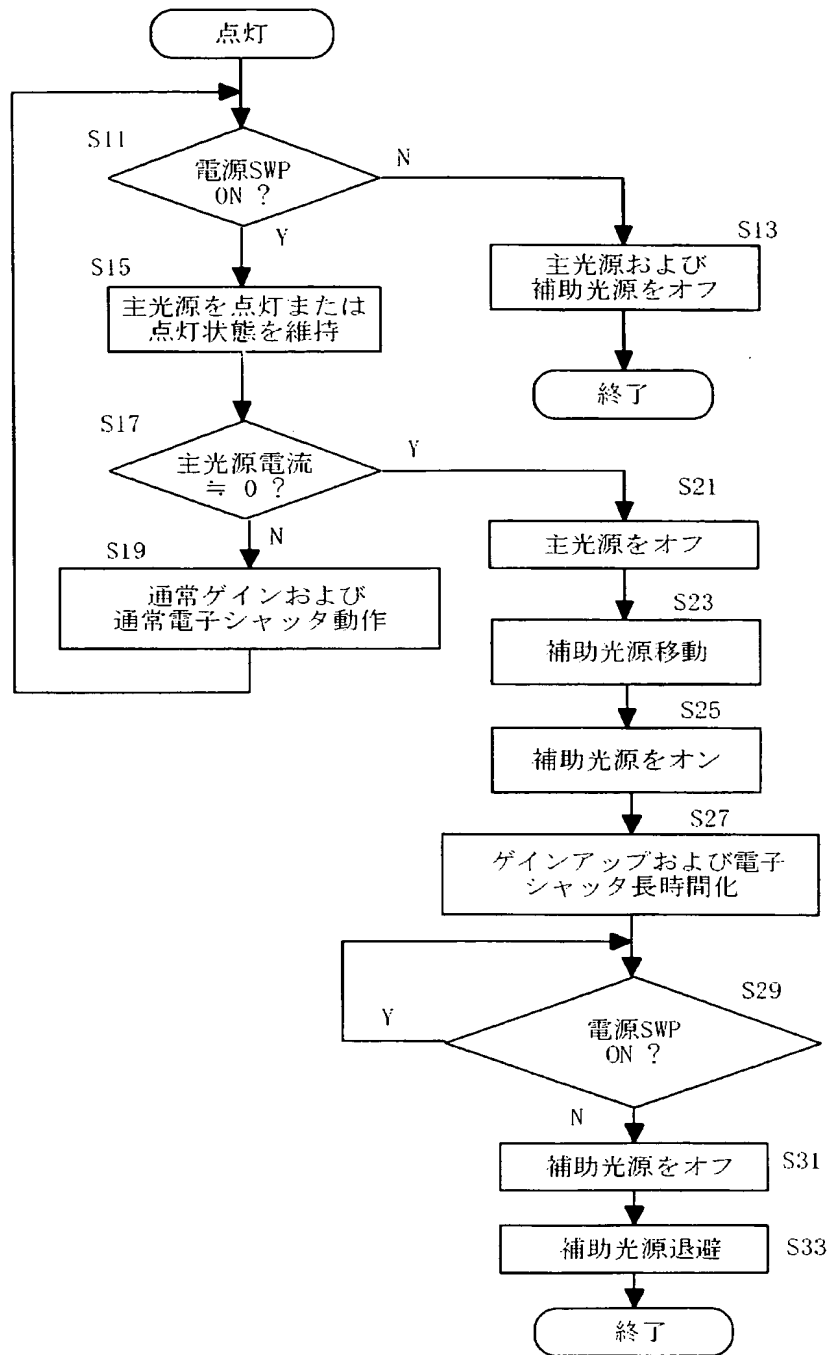 点灯
S11
電源SWP
ON ?
N
Y
S13
主光源および
補助光源をオフ
終了
S15
主光源を点灯または
点灯状態を維持
S17
主光源電流
≒ 0 ?
Y
N
S19
通常ゲインおよび
通常電子シャッタ動作
S21
主光源をオフ
S23
補助光源移動
S25
補助光源をオン
S27
ゲインアップおよび電子
シャッタ長時間化
S29
電源SWP
ON ?
Y
N
補助光源をオフ
S31
補助光源退避
S33
終了